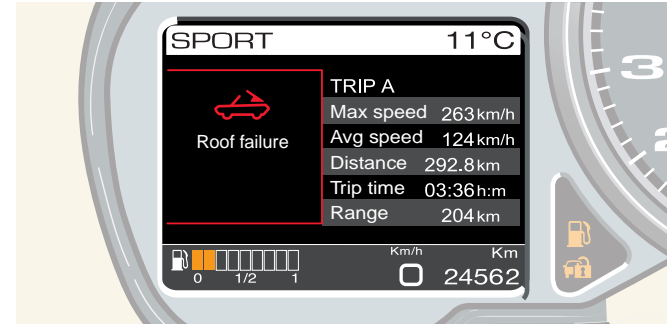 SPORT 11°C
TRIP A
Roof failure
Max speed 263 km/h
Avg speed 124 km/h
Distance 292.8 km
Trip time 03:36 h:m
Range 204 km
Km/h Km
0 1/2 1
0 24562
3
2